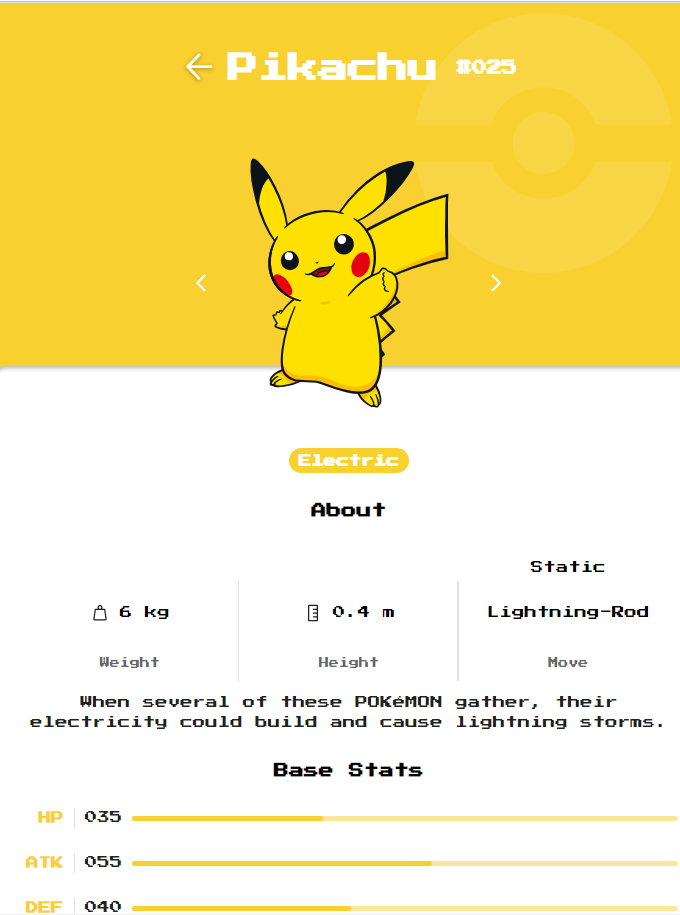 Pikachu #025
Electric
About
Static
6 kg 0.4 m Lightning-Rod
Weight Height Move
When several of these POKéMON gather, their
electricity could build and cause lightning storms.
Base Stats
HP 035
ATK 055
DEF 040